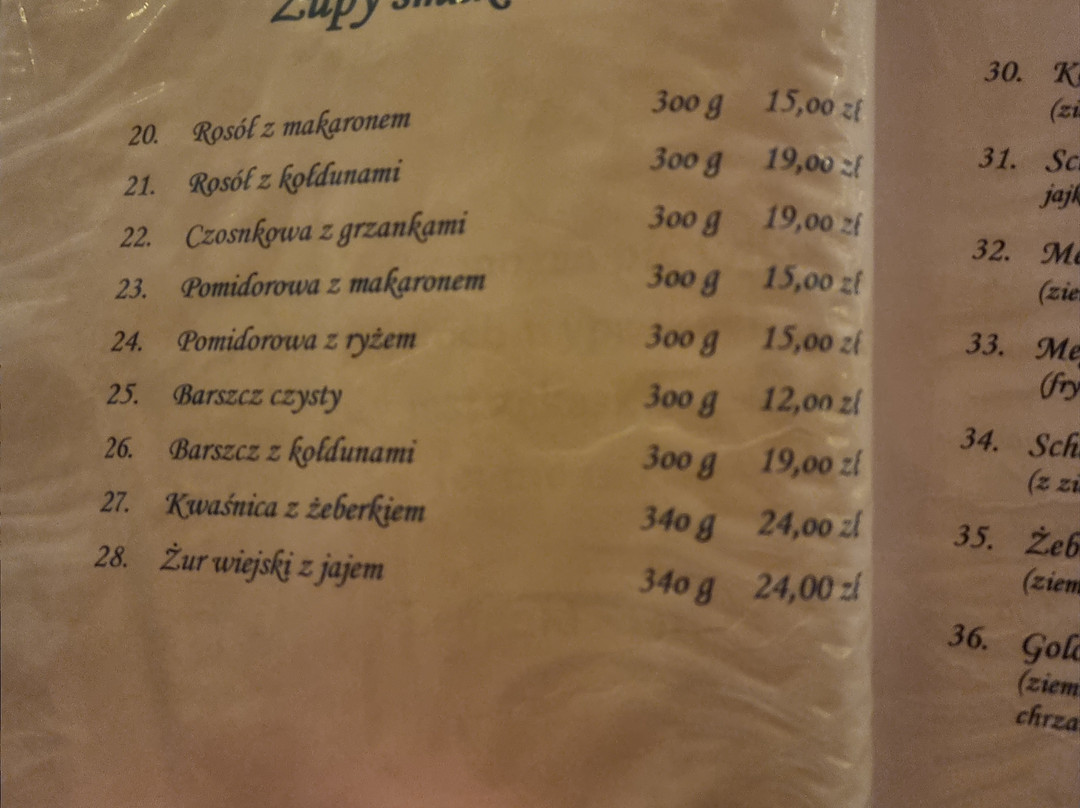 Zupy
20. Rosół z makaronem 300 g 15,00 zł
21. Rosół z kołdunami 300 g 19,00 zł
22. Czosnkowa z grzankami 300 g 19,00 zł
23. Pomidorowa z makaronem 300 g 15,00 zł
24. Pomidorowa z ryżem 300 g 15,00 zł
25. Barszcz czysty 300 g 12,00 zł
26. Barszcz z kołdunami 300 g 19,00 zł
27. Kwaśnica z żeberkiem 340 g 24,00 zł
28. Żur wiejski z jajem 340 g 24,00 zł
30.
31.
32.
33.
34.
35.
36.